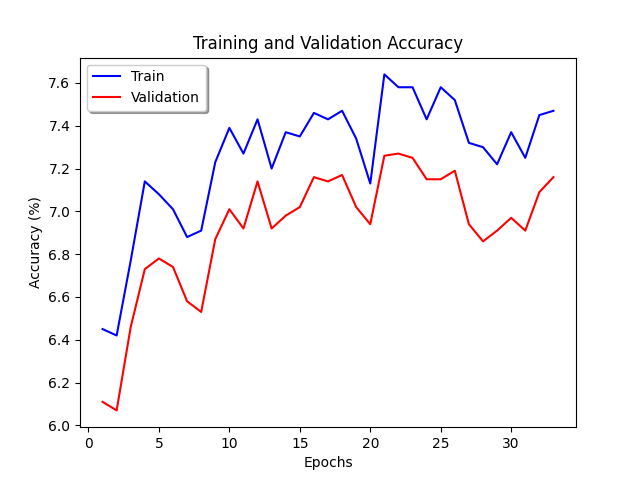 Training and Validation Accuracy
Train
Validation
7.6
7.4
7.2
7.0
6.8
6.6
6.4
6.2
6.0
Accuracy (%)
0 5 10 15 20 25 30
Epochs